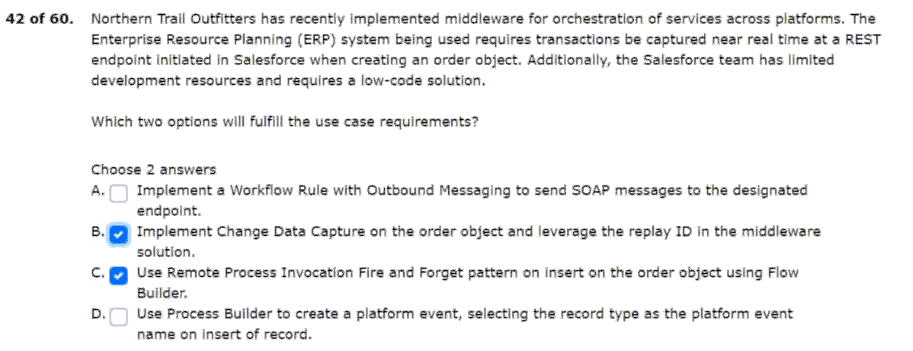 42 of 60. Northern Trail Outfitters has recently implemented middleware for orchestration of services across platforms. The
Enterprise Resource Planning (ERP) system being used requires transactions be captured near real time at a REST
endpoint initiated in Salesforce when creating an order object. Additionally, the Salesforce team has limited
development resources and requires a low-code solution.
Which two options will fulfill the use case requirements?
Choose 2 answers
A. Implement a Workflow Rule with Outbound Messaging to send SOAP messages to the designated
endpoint.
B. Implement Change Data Capture on the order object and leverage the replay ID in the middleware
solution.
C. Use Remote Process Invocation Fire and Forget pattern on insert on the order object using Flow
Builder.
D. Use Process Builder to create a platform event, selecting the record type as the platform event
name on insert of record.